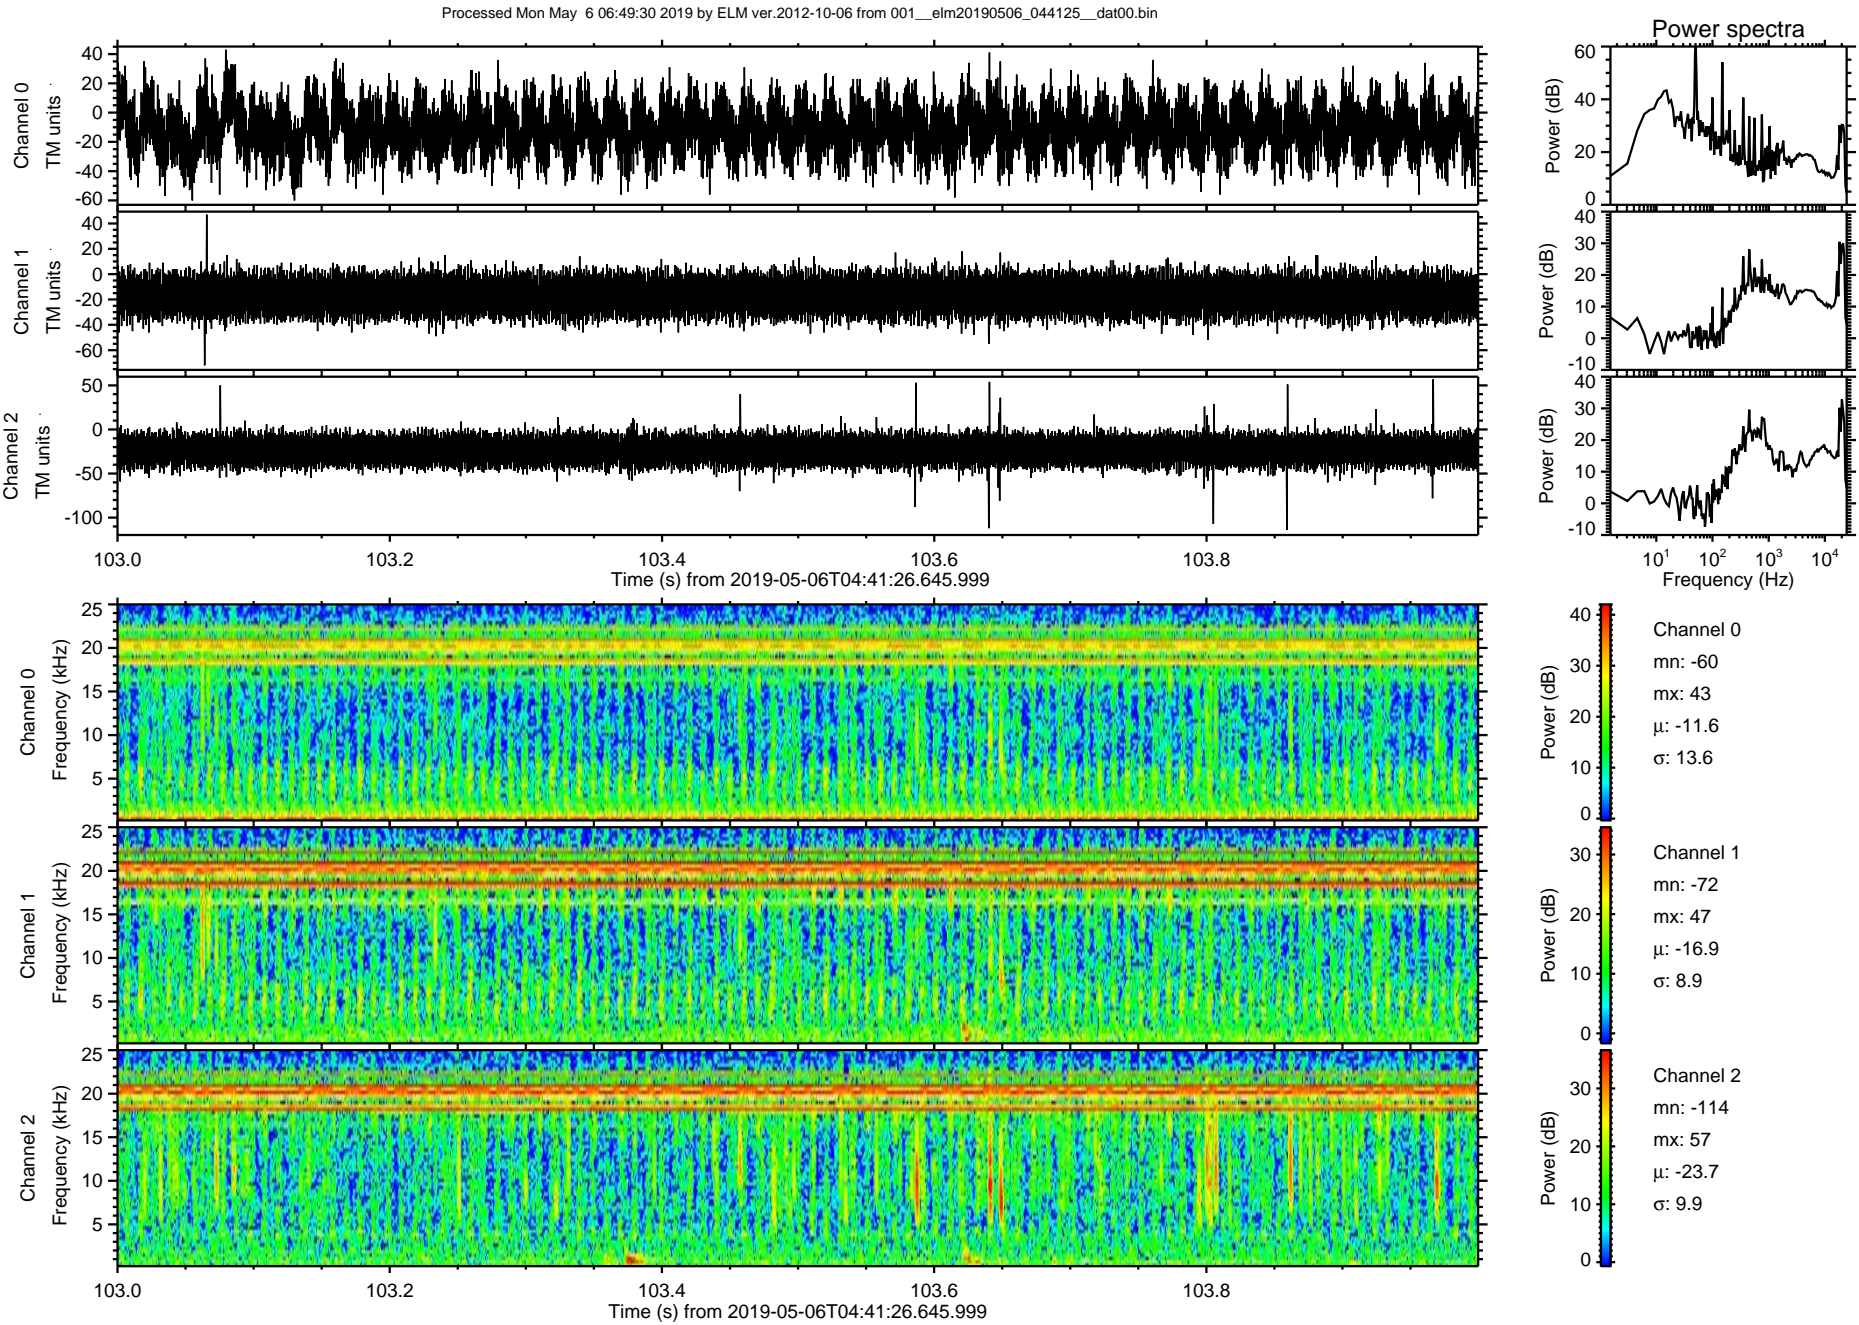 Processed Mon May  6 06:49:30 2019 by ELM ver.2012-10-06 from 001__elm20190506_044125__dat00.bin
Power spectra
Channel 0
TM units
40
20
0
-20
-40
-60
Power (dB)
60
40
20
0
Channel 1
TM units
40
20
0
-20
-40
-60
Power (dB)
40
30
20
10
0
-10
Channel 2
TM units
50
0
-50
-100
Power (dB)
40
30
20
10
0
-10
103.0 103.2 103.4 103.6 103.8
Time (s) from 2019-05-06T04:41:26.645.999
10¹ 10² 10³ 10⁴
Frequency (Hz)
Channel 0
Frequency (kHz)
25
20
15
10
5
Power (dB)
40
30
20
10
0
Channel 0
mn: -60
mx: 43
μ: -11.6
σ: 13.6
Channel 1
Frequency (kHz)
25
20
15
10
5
Power (dB)
30
20
10
0
Channel 1
mn: -72
mx: 47
μ: -16.9
σ: 8.9
Channel 2
Frequency (kHz)
25
20
15
10
5
Power (dB)
30
20
10
0
Channel 2
mn: -114
mx: 57
μ: -23.7
σ: 9.9
103.0 103.2 103.4 103.6 103.8
Time (s) from 2019-05-06T04:41:26.645.999